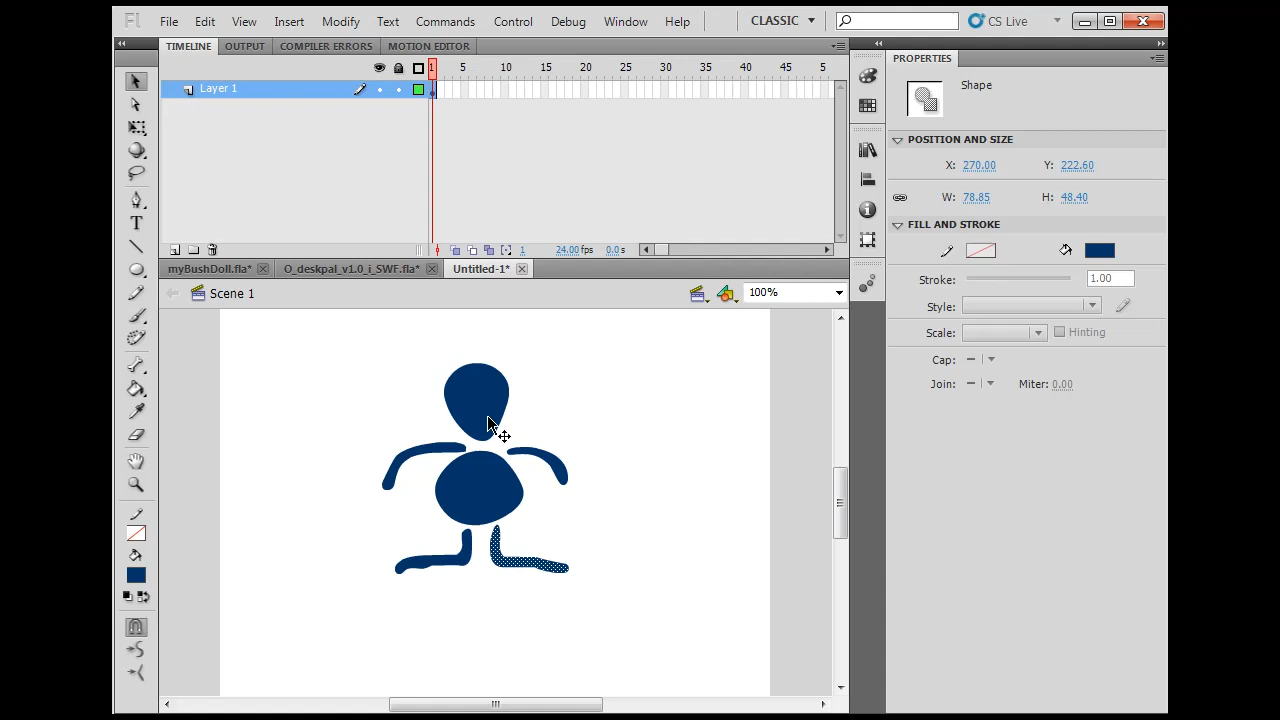 Fl File Edit View Insert Modify Text Commands Control Debug Window Help CLASSIC CS Live
TIMELINE OUTPUT COMPILER ERRORS MOTION EDITOR
1 5 10 15 20 25 30 35 40 45 5
Layer 1
1 24.00 fps 0.0 s
myBushDoll.fla* O_deskpal_v1.0_i_SWF.fla* Untitled-1*
Scene 1 100%
T
PROPERTIES
Shape
POSITION AND SIZE
X: 270.00 Y: 222.60
W: 78.85 H: 48.40
FILL AND STROKE
Stroke: 1.00
Style:
Scale: Hinting
Cap:
Join: Miter: 0.00